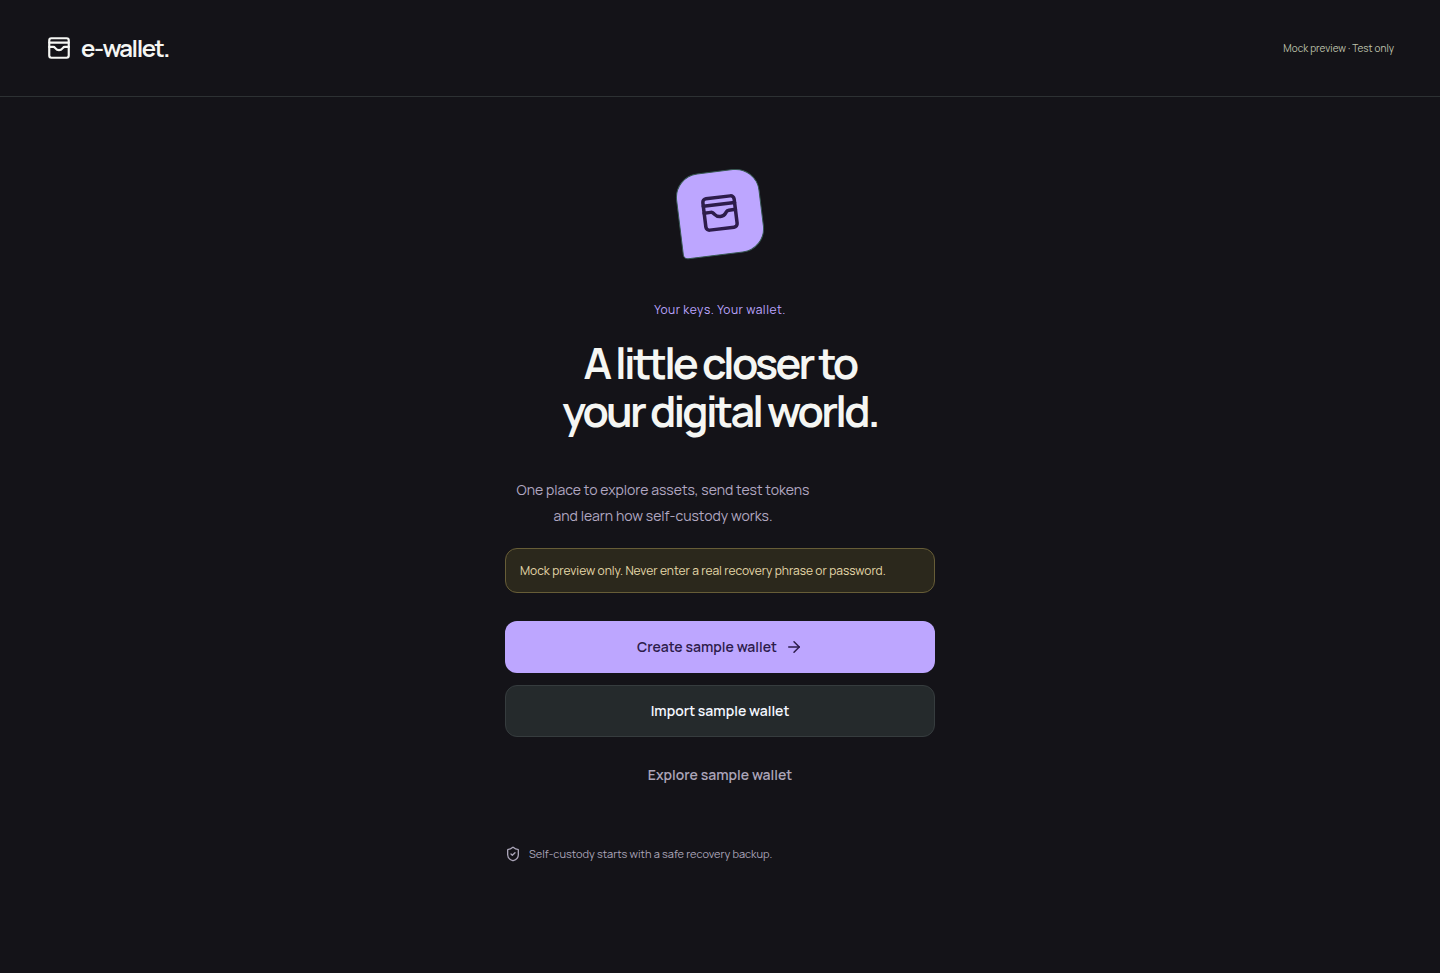 e-wallet.
Mock preview · Test only
Your keys. Your wallet.
A little closer to
your digital world.
One place to explore assets, send test tokens
and learn how self-custody works.
Mock preview only. Never enter a real recovery phrase or password.
Create sample wallet
Import sample wallet
Explore sample wallet
Self-custody starts with a safe recovery backup.